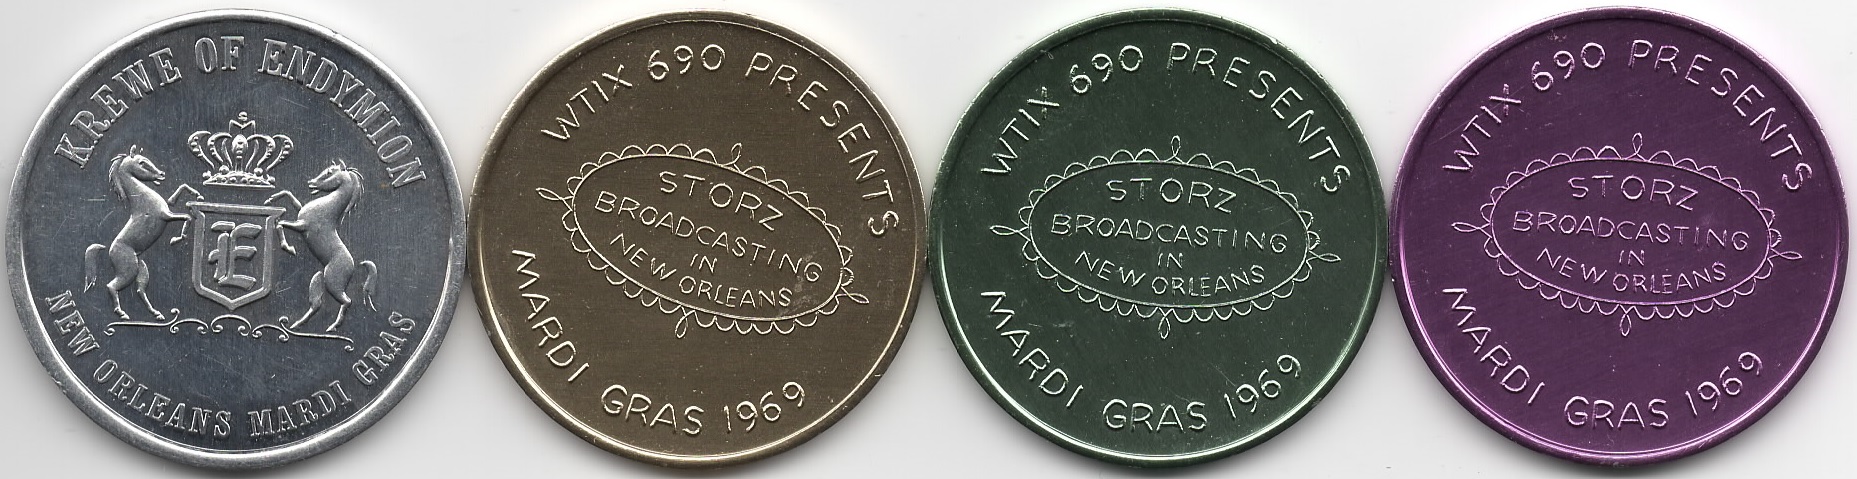 KREWE OF ENDYMION
E
NEW ORLEANS MARDI GRAS
WTIX 690 PRESENTS
STORZ
BROADCASTING
IN
NEW ORLEANS
MARDI GRAS 1969
WTIX 690 PRESENTS
STORZ
BROADCASTING
IN
NEW ORLEANS
MARDI GRAS 1969
WTIX 690 PRESENTS
STORZ
BROADCASTING
IN
NEW ORLEANS
MARDI GRAS 1969